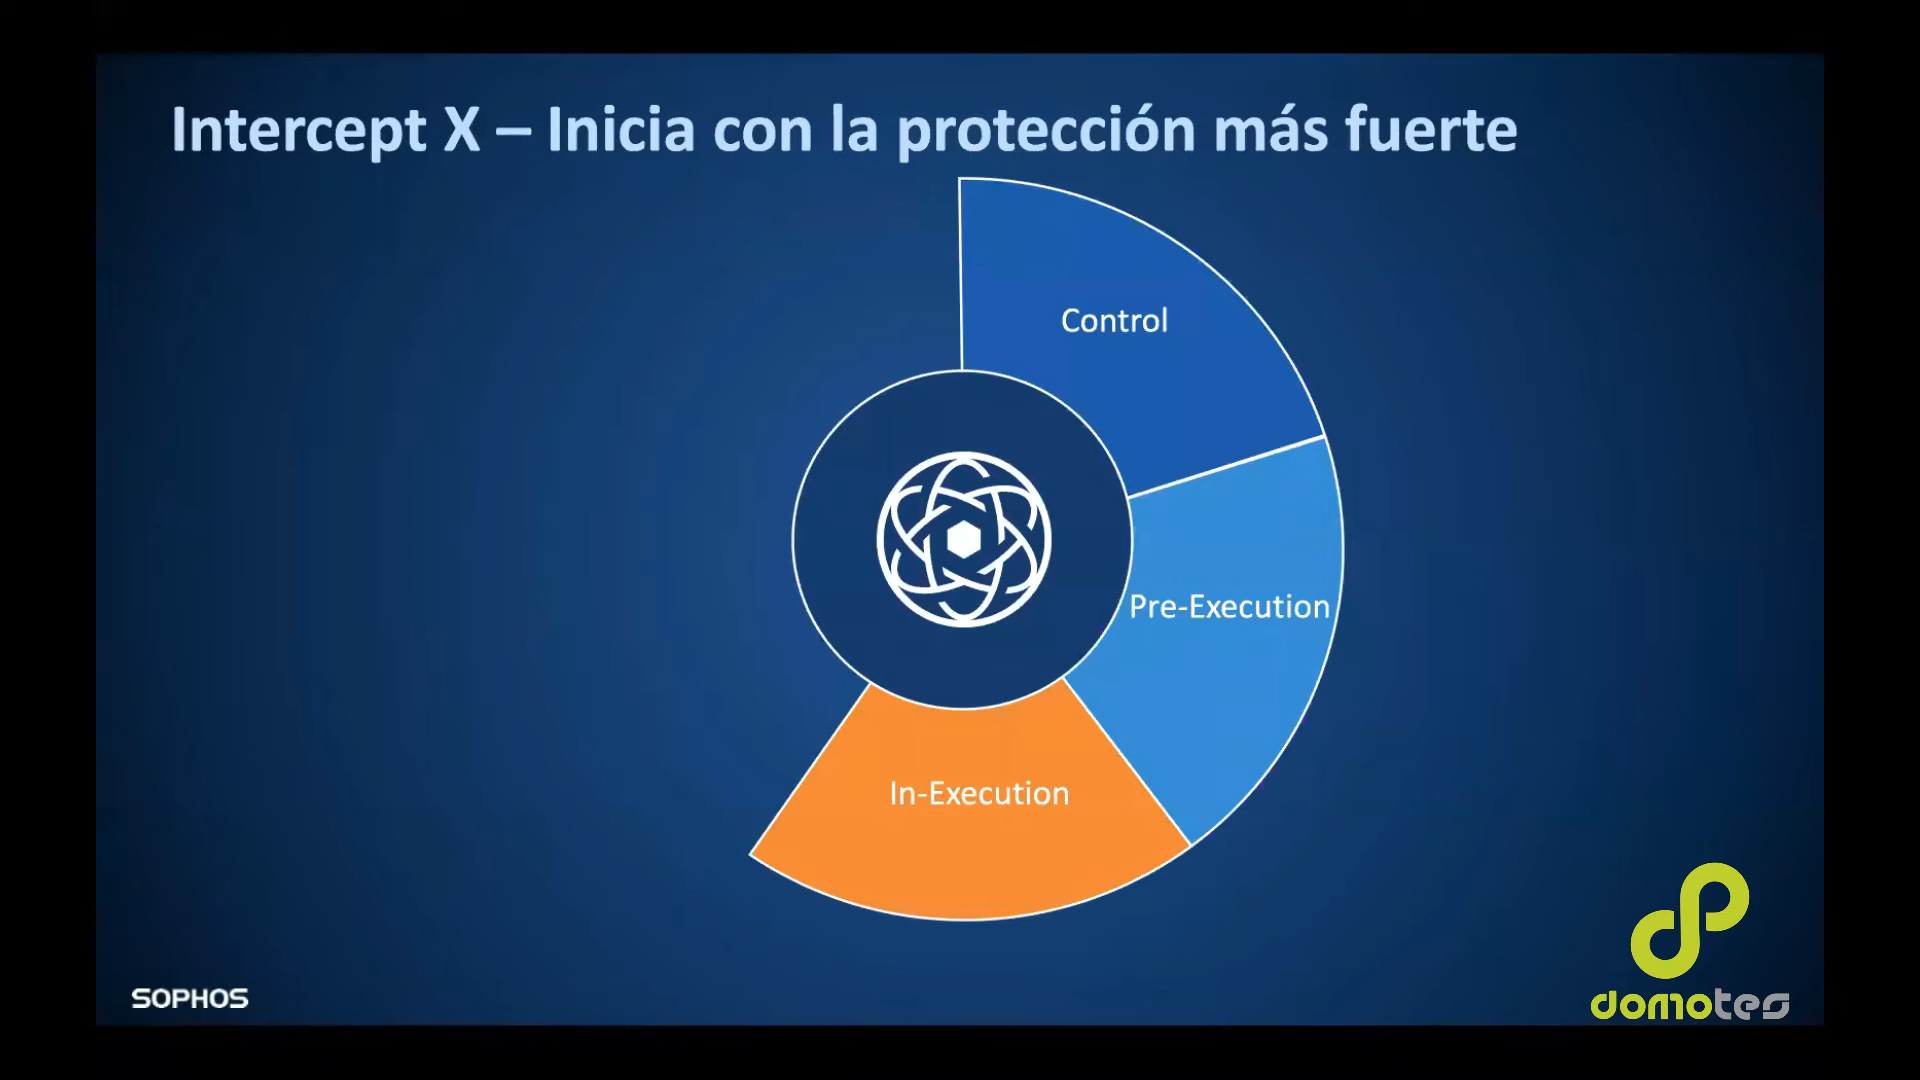 Intercept X – Inicia con la protección más fuerte
Control
Pre-Execution
In-Execution
SOPHOS
domotes